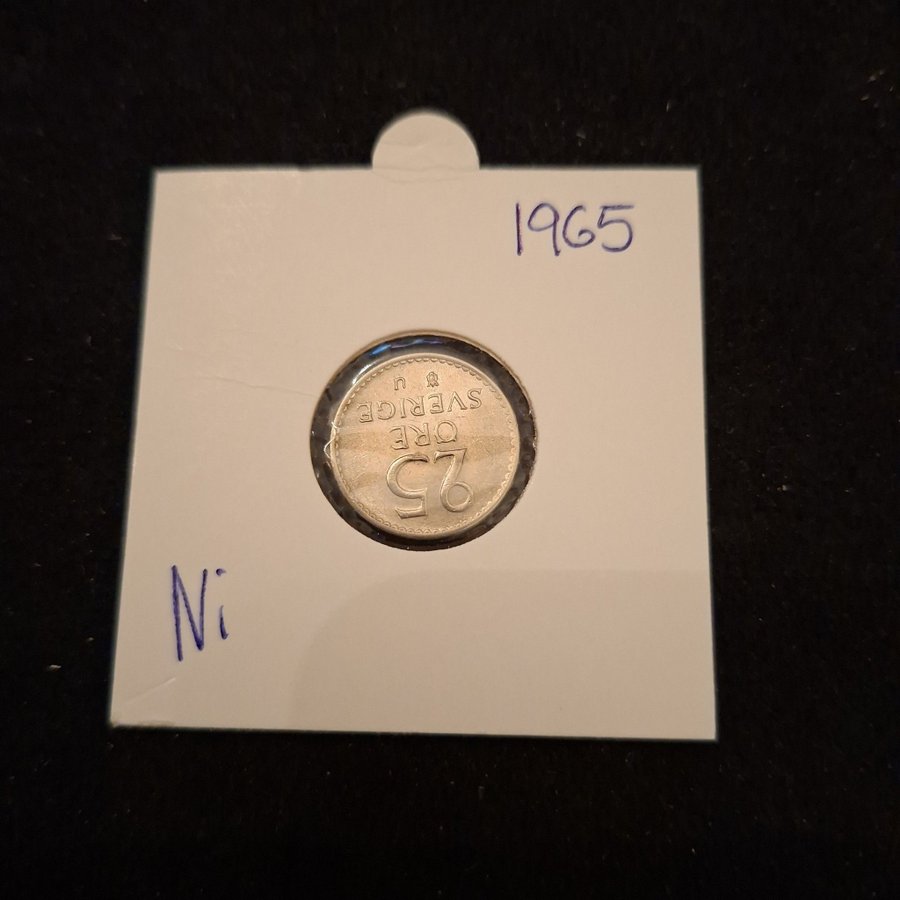 1965
25
ÖRE
SVERIGE
U
Ni